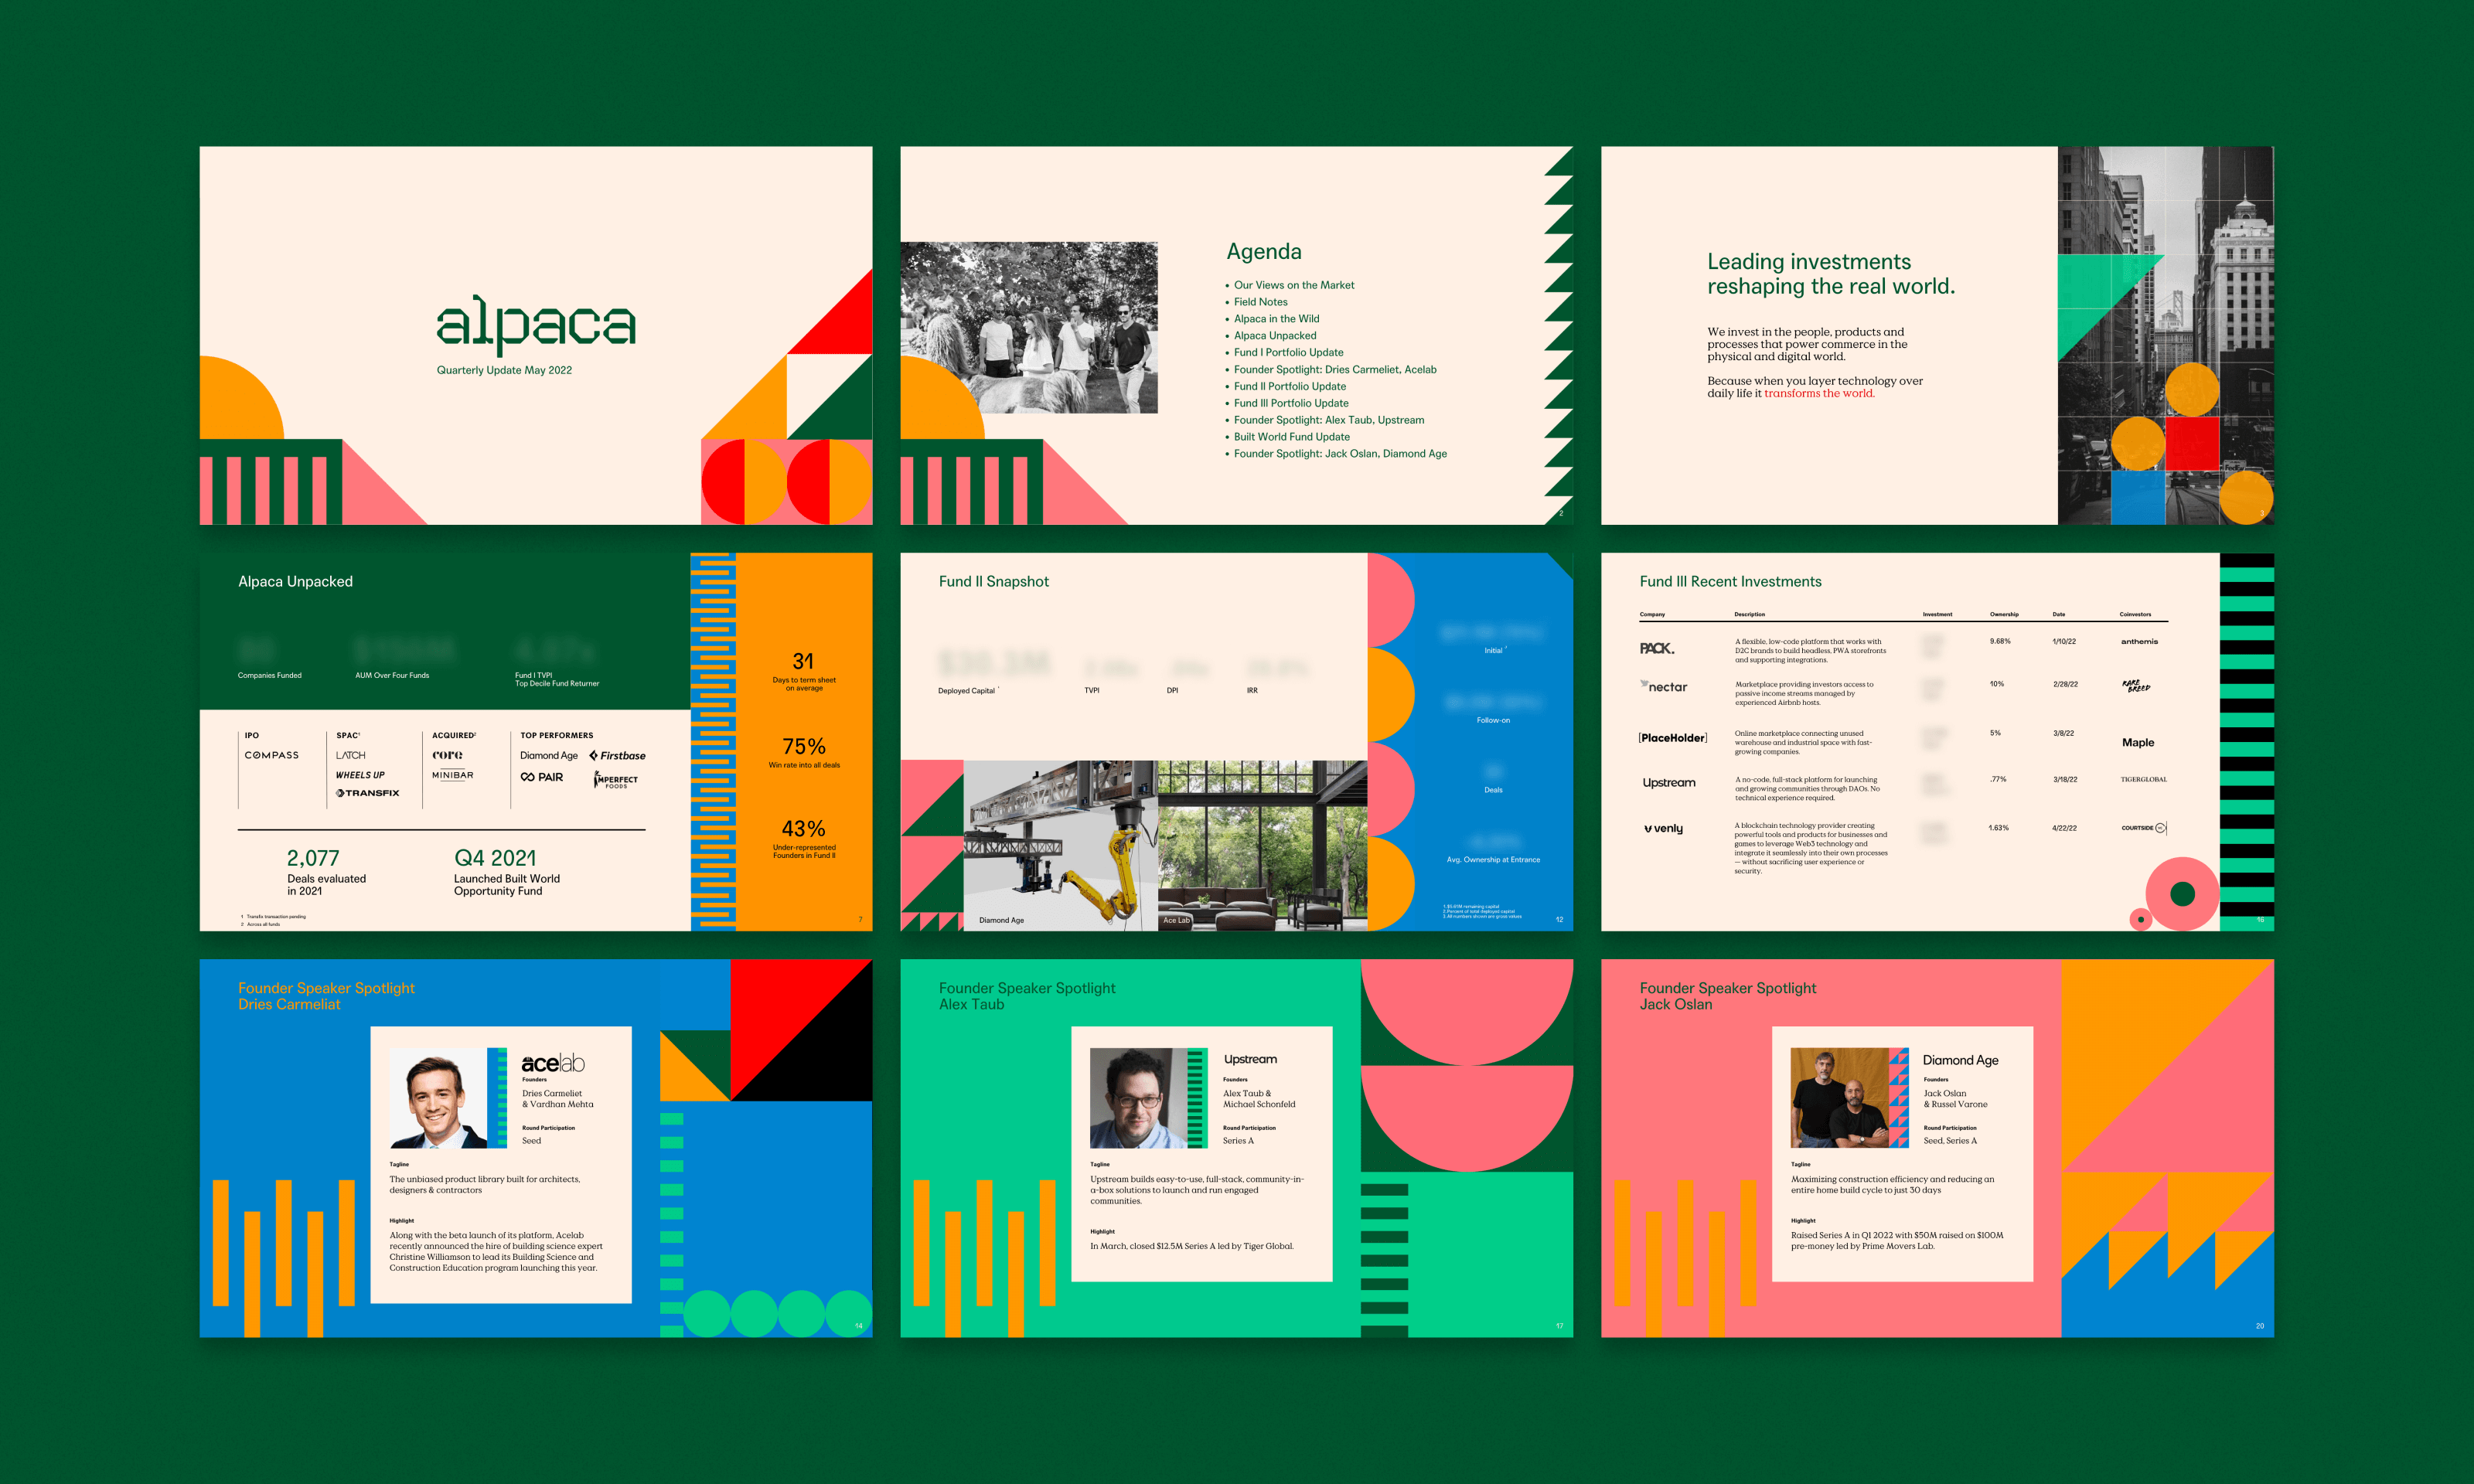 alpaca
Quarterly Update May 2022
Agenda
• Our Views on the Market
• Field Notes
• Alpaca in the Wild
• Alpaca Unpacked
• Fund I Portfolio Update
• Founder Spotlight: Dries Carmeliet, Acelab
• Fund II Portfolio Update
• Fund III Portfolio Update
• Founder Spotlight: Alex Taub, Upstream
• Built World Fund Update
• Founder Spotlight: Jack Oslan, Diamond Age
2
Leading investments
reshaping the real world.
We invest in the people, products and
processes that power commerce in the
physical and digital world.
Because when you layer technology over
daily life it transforms the world.
FedEx
3
Alpaca Unpacked
Companies Funded
AUM Over Four Funds
Fund I TVPI
Top Decile Fund Returner
IPO
COMPASS
SPAC¹
LATCH
WHEELS UP
TRANSFIX
ACQUIRED²
core
MINIBAR
TOP PERFORMERS
Diamond Age
Firstbase
PAIR
IMPERFECT
FOODS
2,077
Deals evaluated
in 2021
Q4 2021
Launched Built World
Opportunity Fund
1 Transfix transaction pending
2 Across all funds
31
Days to term sheet
on average
75%
Win rate into all deals
43%
Under-represented
Founders in Fund II
7
Fund II Snapshot
Deployed Capital ¹
TVPI
DPI
IRR
Diamond Age
Ace Lab
Initial ²
Follow-on
Deals
Avg. Ownership at Entrance
1. $5.61M remaining capital
2. Percent of total deployed capital
3. All numbers shown are gross values
12
Fund III Recent Investments
Company Description Investment Ownership Date Coinvestors
PACK.
A flexible, low-code platform that works with
D2C brands to build headless, PWA storefronts
and supporting integrations.
9.68%
1/10/22
anthemis
nectar
Marketplace providing investors access to
passive income streams managed by
experienced Airbnb hosts.
10%
2/28/22
RARE
BREED
[PlaceHolder]
Online marketplace connecting unused
warehouse and industrial space with fast-
growing companies.
5%
3/8/22
Maple
Upstream
A no-code, full-stack platform for launching
and growing communities through DAOs. No
technical experience required.
.77%
3/18/22
TIGERGLOBAL
venly
A blockchain technology provider creating
powerful tools and products for businesses and
games to leverage Web3 technology and
integrate it seamlessly into their own processes
— without sacrificing user experience or
security.
1.63%
4/22/22
COURTSIDE
16
Founder Speaker Spotlight
Dries Carmeliat
acelab
Founders
Dries Carmeliet
& Vardhan Mehta
Round Participation
Seed
Tagline
The unbiased product library built for architects,
designers & contractors
Highlight
Along with the beta launch of its platform, Acelab
recently announced the hire of building science expert
Christine Williamson to lead its Building Science and
Construction Education program launching this year.
14
Founder Speaker Spotlight
Alex Taub
Upstream
Founders
Alex Taub &
Michael Schonfeld
Round Participation
Series A
Tagline
Upstream builds easy-to-use, full-stack, community-in-
a-box solutions to launch and run engaged
communities.
Highlight
In March, closed $12.5M Series A led by Tiger Global.
17
Founder Speaker Spotlight
Jack Oslan
Diamond Age
Founders
Jack Oslan
& Russel Varone
Round Participation
Seed, Series A
Tagline
Maximizing construction efficiency and reducing an
entire home build cycle to just 30 days
Highlight
Raised Series A in Q1 2022 with $50M raised on $100M
pre-money led by Prime Movers Lab.
20